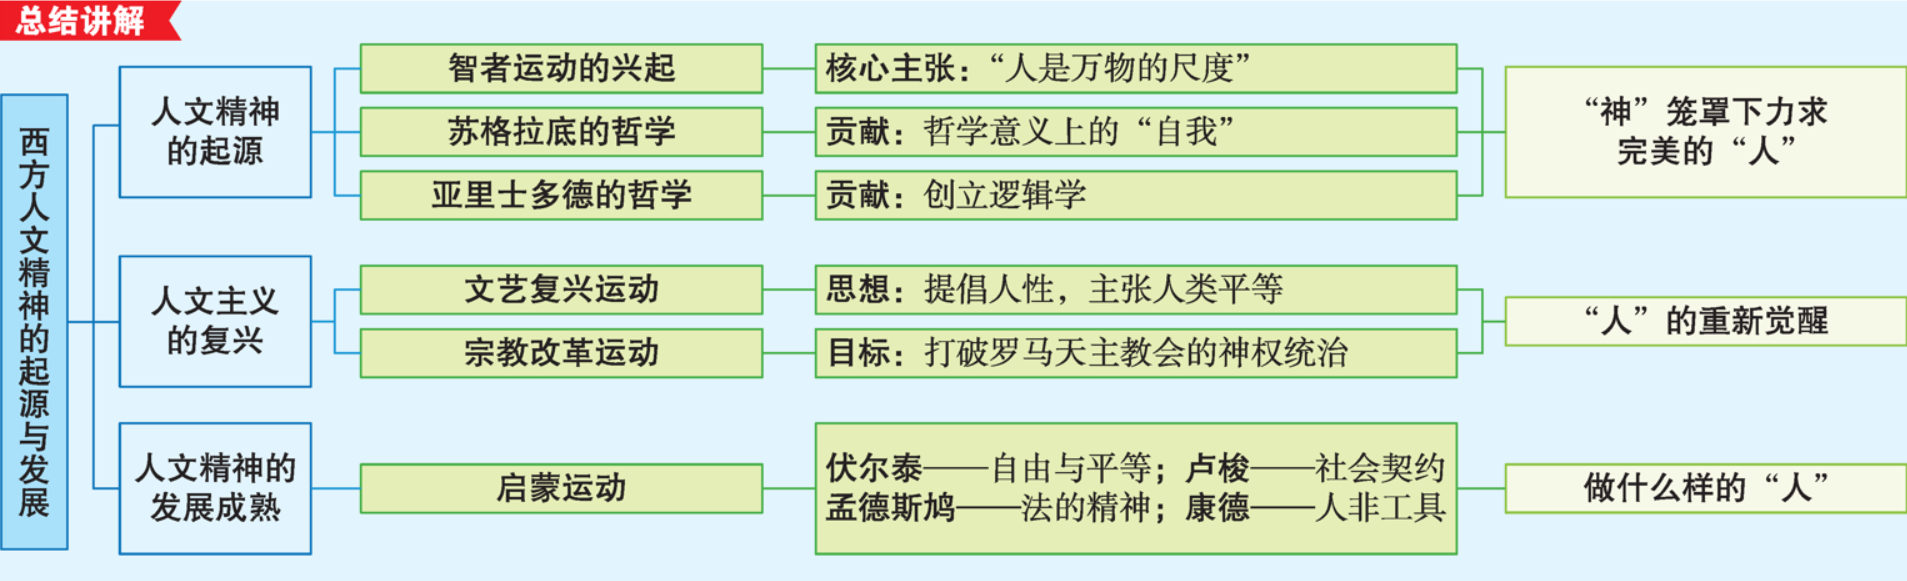 总结讲解
西方人文精神的起源与发展
人文精神
的起源
智者运动的兴起
核心主张：“人是万物的尺度”
苏格拉底的哲学
贡献：哲学意义上的“自我”
亚里士多德的哲学
贡献：创立逻辑学
“神”笼罩下力求
完美的“人”
人文主义
的复兴
文艺复兴运动
思想：提倡人性，主张人类平等
宗教改革运动
目标：打破罗马天主教会的神权统治
“人”的重新觉醒
人文精神的
发展成熟
启蒙运动
伏尔泰——自由与平等；卢梭——社会契约
孟德斯鸠——法的精神；康德——人非工具
做什么样的“人”